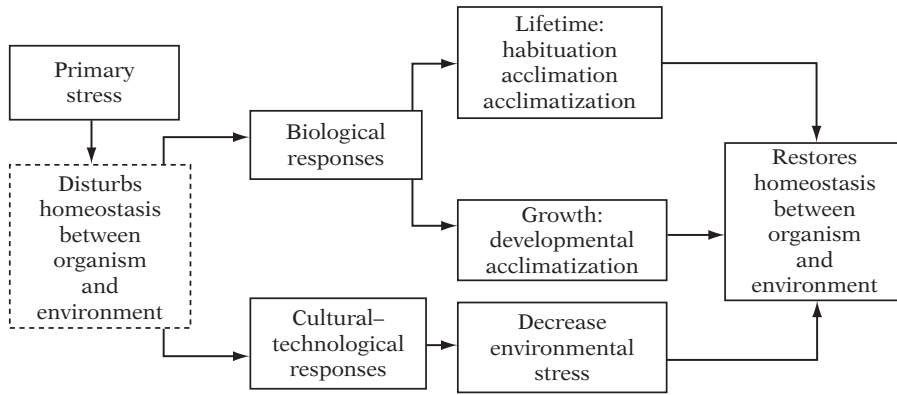 Primary
stress
Disturbs
homeostasis
between
organism
and
environment
Biological
responses
Cultural–
technological
responses
Lifetime:
habituation
acclimation
acclimatization
Growth:
developmental
acclimatization
Decrease
environmental
stress
Restores
homeostasis
between
organism
and
environment